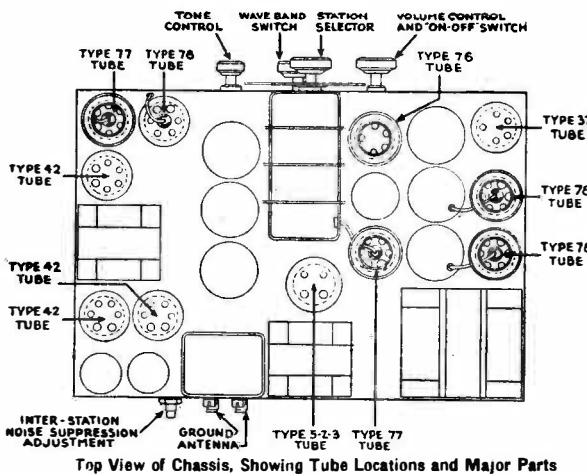 TONE
CONTROL
WAVE BAND
SWITCH
STATION
SELECTOR
VOLUME CONTROL
AND "ON-OFF" SWITCH
TYPE 77
TUBE
TYPE 78
TUBE
TYPE 76
TUBE
TYPE 37
TUBE
TYPE 42
TUBE
TYPE
TUBE
TYPE
TUBE
TYPE 42
TUBE
TYPE 42
TUBE
INTER-STATION
NOISE SUPPRESSION
ADJUSTMENT
GROUND
ANTENNA
TYPE 5-Z-3
TUBE
TYPE 77
TUBE
Top View of Chassis, Showing Tube Locations and Major Parts